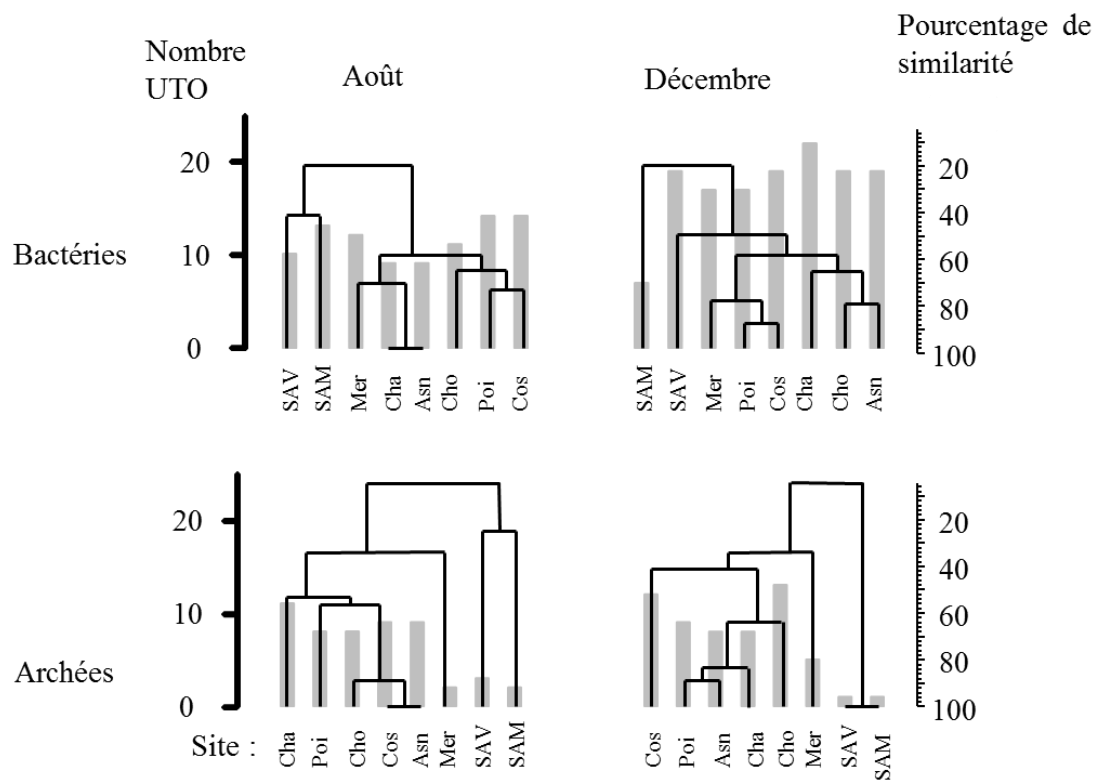 Nombre
UTO
Août
Décembre
Pourcentage de
similarité
Bactéries
20
10
0
20
40
60
80
100
SAV SAM Mer Cha Asn Cho Poi Cos
SAM SAV Mer Poi Cos Cha Cho Asn
Archées
20
10
0
20
40
60
80
100
Site : Cha Poi Cho Cos Asn Mer SAV SAM
Cos Poi Asn Cha Cho Mer SAV SAM